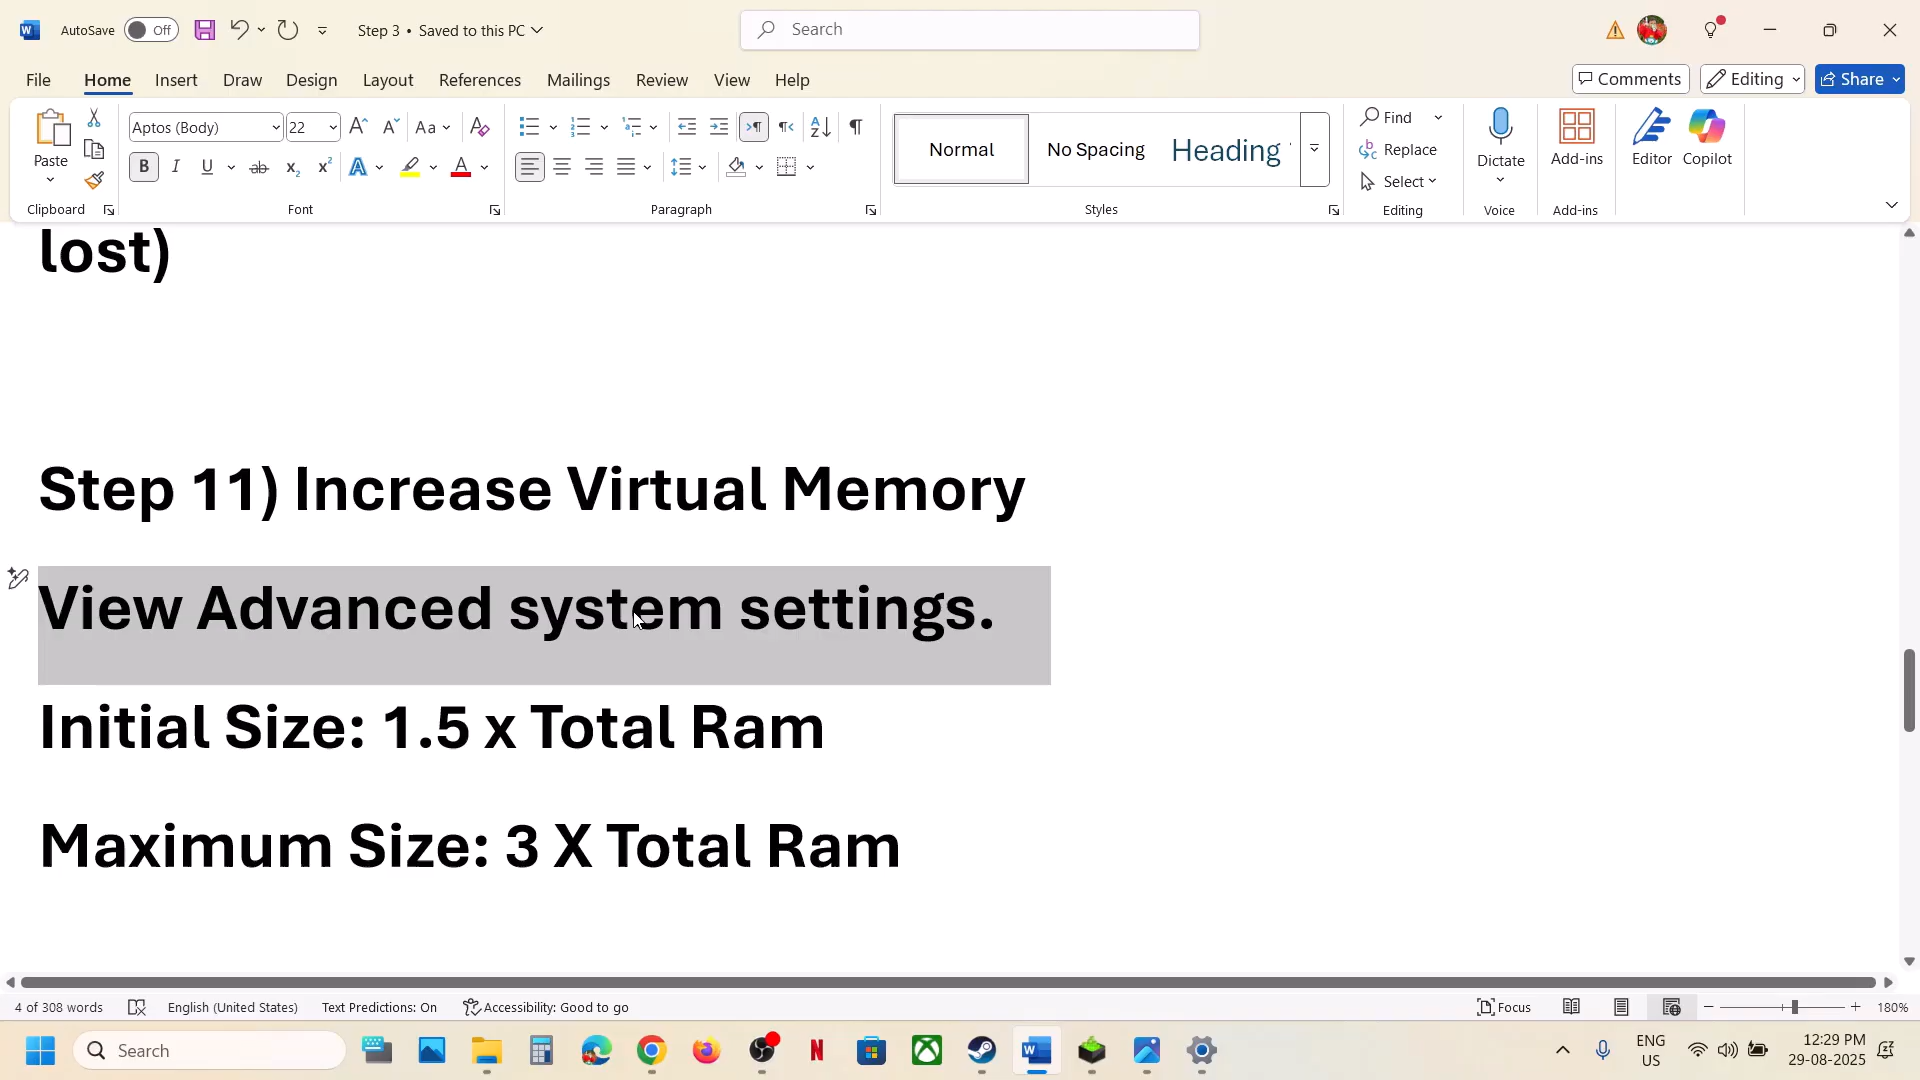 AutoSave Off Step 3 • Saved to this PC Search
File Home Insert Draw Design Layout References Mailings Review View Help Comments Editing Share
Paste Aptos (Body) 22 Aa Normal No Spacing Heading Find Replace Select Dictate Add-ins Editor Copilot
Clipboard Font Paragraph Styles Editing Voice Add-ins
lost)
Step 11) Increase Virtual Memory
View Advanced system settings.
Initial Size: 1.5 x Total Ram
Maximum Size: 3 X Total Ram
4 of 308 words English (United States) Text Predictions: On Accessibility: Good to go Focus 180%
Search ENG 12:29 PM
US 29-08-2025